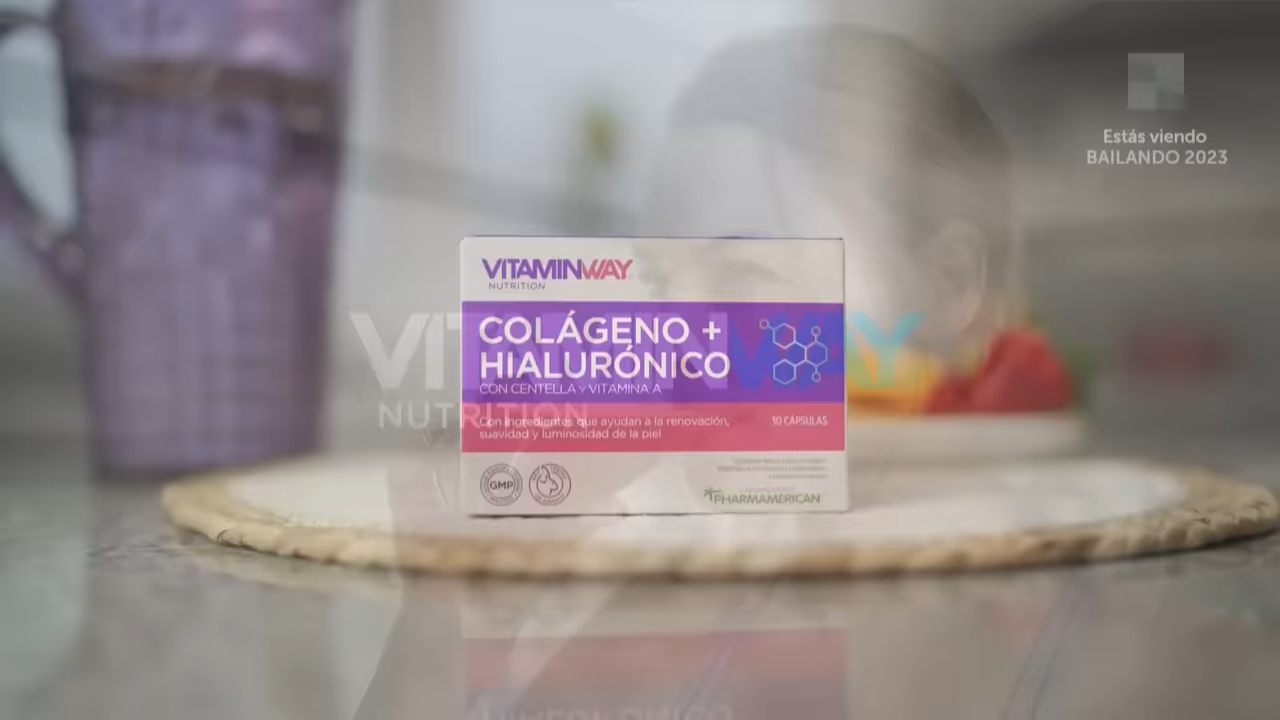 Estás viendo
BAILANDO 2023
VITAMINWAY
NUTRITION
COLÁGENO +
HIALURÓNICO
CON CENTELLA y VITAMINA A
Con ingredientes que ayudan a la renovación,
suavidad y luminosidad de la piel
30 CÁPSULAS
GMP
PHARMAMERICAN
VITAMINWAY
NUTRITION